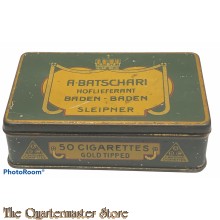 A·BATSCHARI
HOFLIEFERANT
BADEN-BADEN
SLEIPNER
50 CIGARETTES
GOLD TIPPED
PhotoRoom
The Quartermaster Store